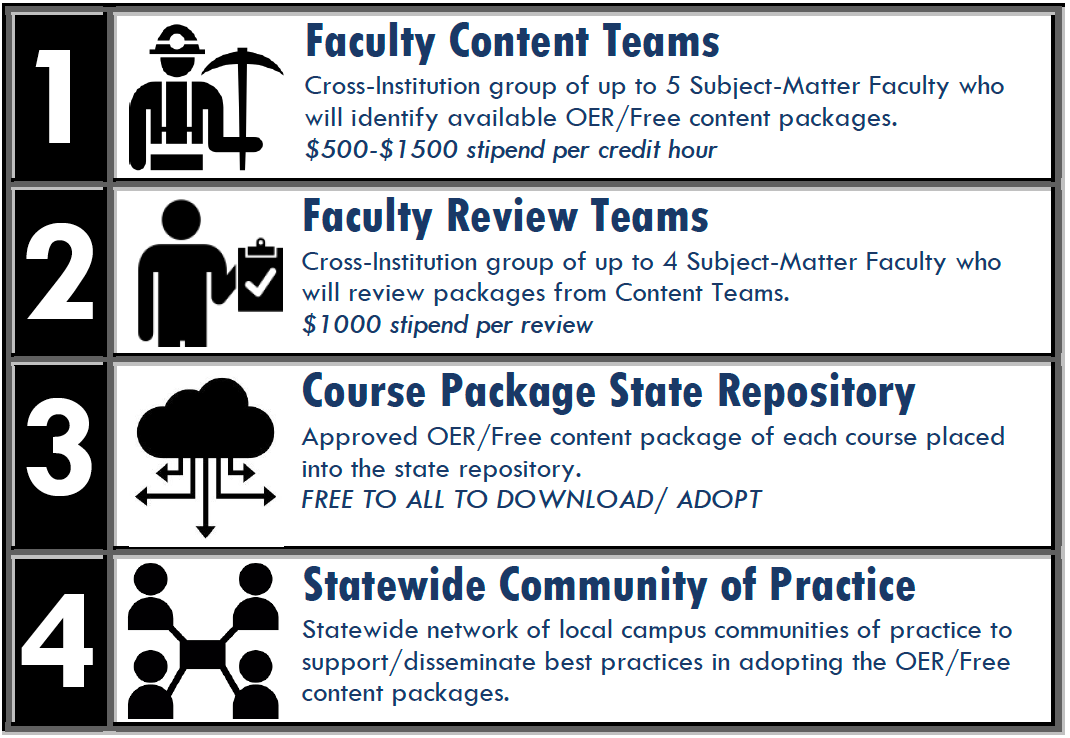 1
Faculty Content Teams
Cross-Institution group of up to 5 Subject-Matter Faculty who
will identify available OER/Free content packages.
$500-$1500 stipend per credit hour
2
Faculty Review Teams
Cross-Institution group of up to 4 Subject-Matter Faculty who
will review packages from Content Teams.
$1000 stipend per review
3
Course Package State Repository
Approved OER/Free content package of each course placed
into the state repository.
FREE TO ALL TO DOWNLOAD/ ADOPT
4
Statewide Community of Practice
Statewide network of local campus communities of practice to
support/disseminate best practices in adopting the OER/Free
content packages.